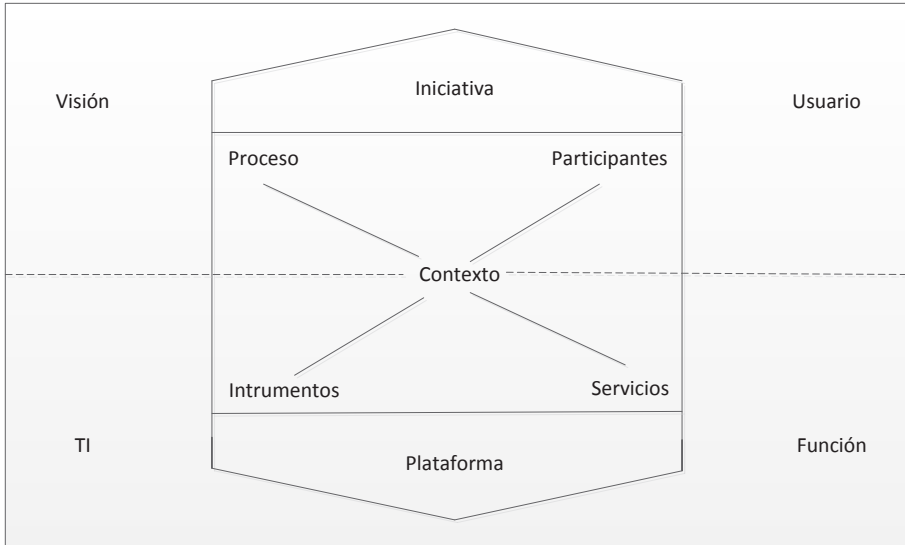 Iniciativa
Visión
Usuario
Proceso
Participantes
Contexto
Intrumentos
Servicios
TI
Función
Plataforma